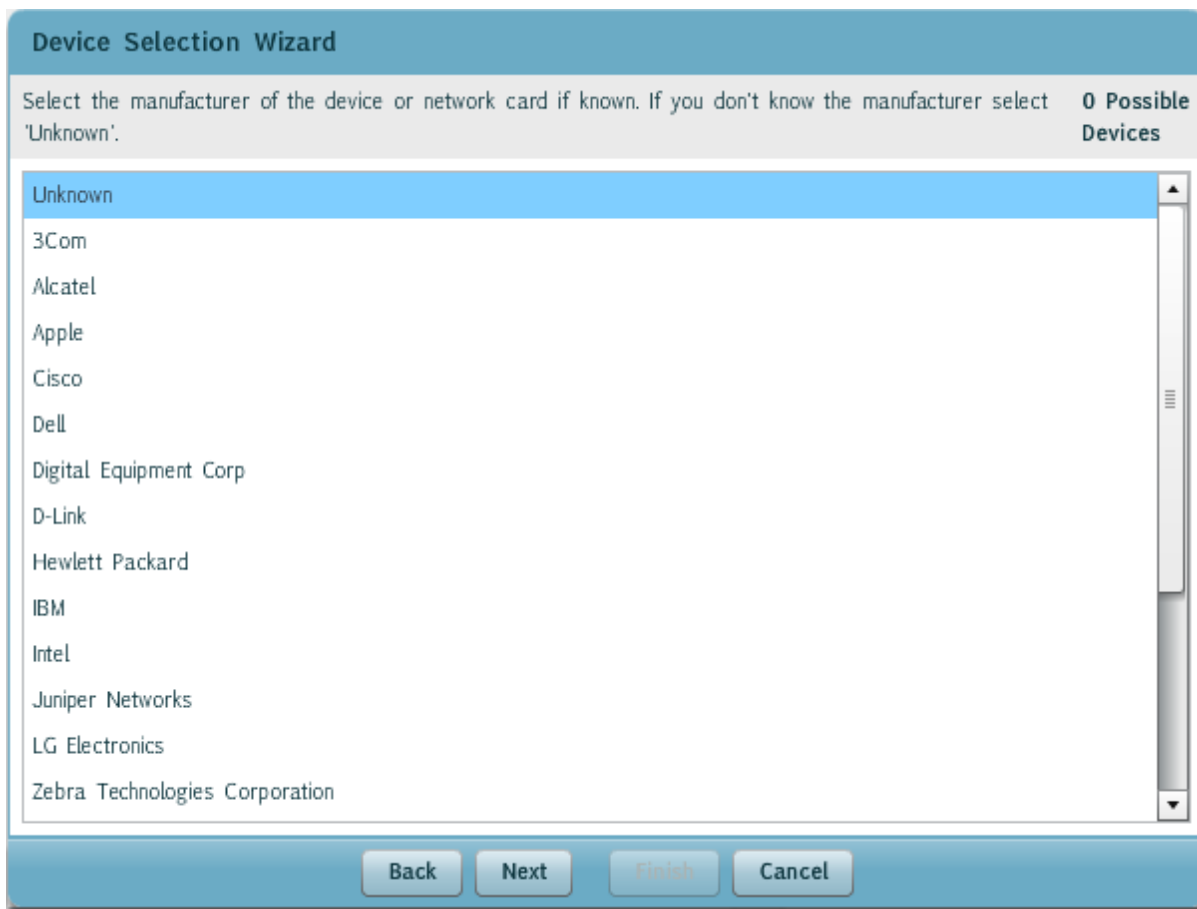 Device Selection Wizard
Select the manufacturer of the device or network card if known. If you don't know the manufacturer select
'Unknown'.
0 Possible
Devices
Unknown
3Com
Alcatel
Apple
Cisco
Dell
Digital Equipment Corp
D-Link
Hewlett Packard
IBM
Intel
Juniper Networks
LG Electronics
Zebra Technologies Corporation
Back Next Finish Cancel